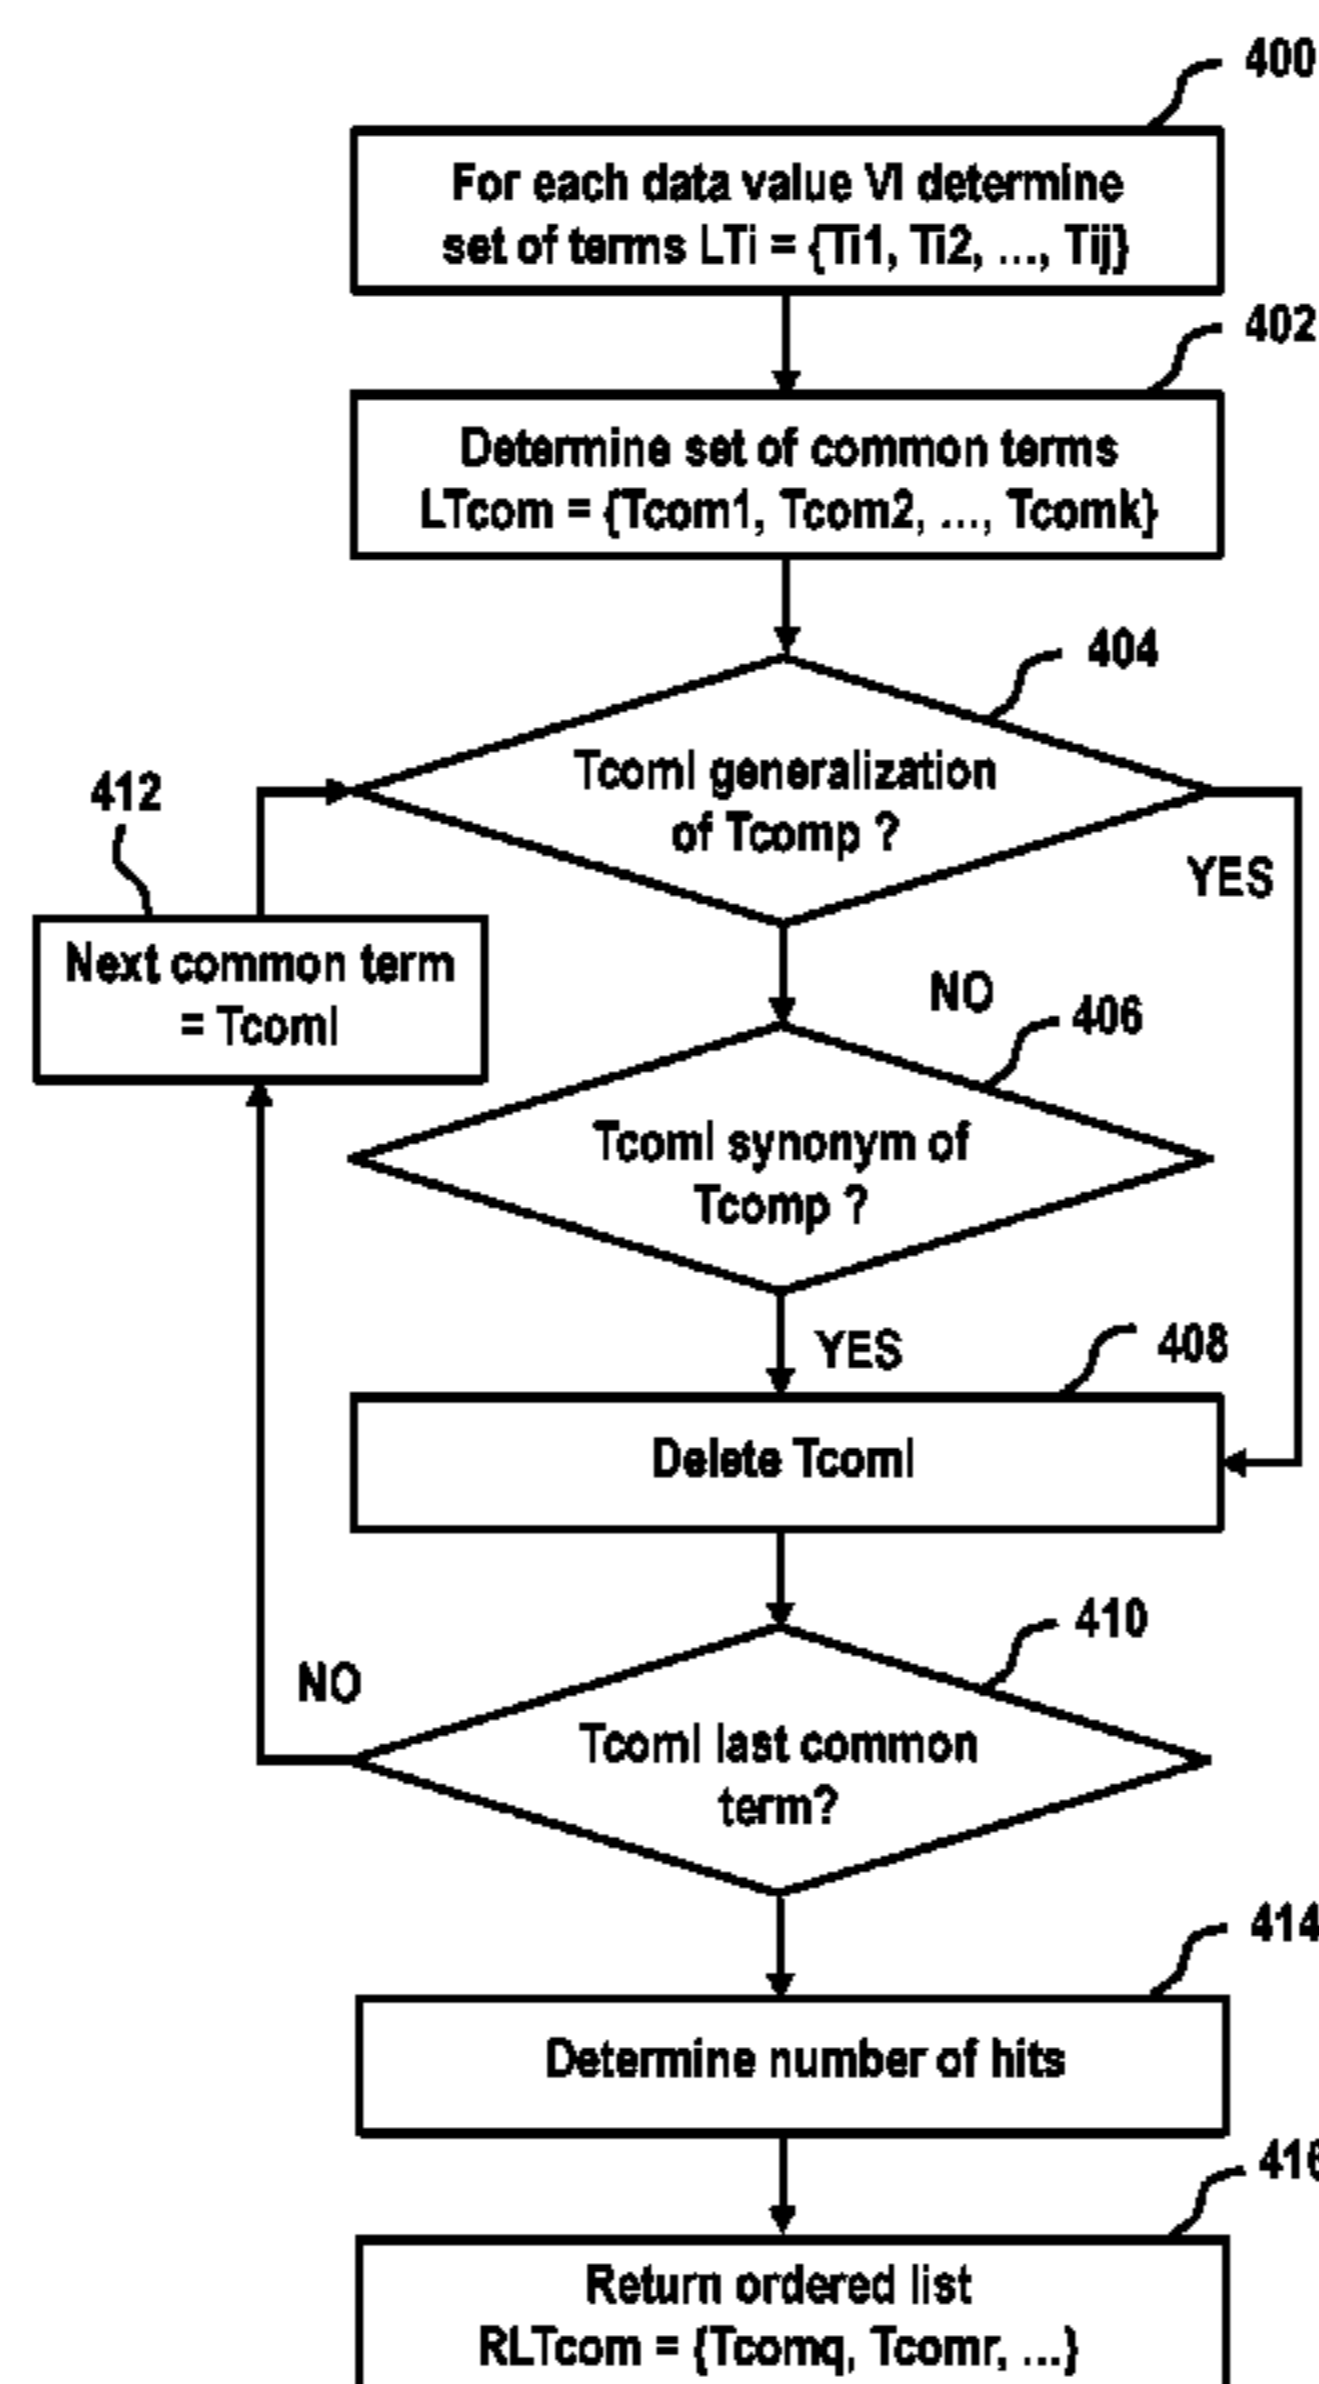 400
For each data value VI determine
set of terms LTi = {Ti1, Ti2, ..., Tij}
402
Determine set of common terms
LTcom = {Tcom1, Tcom2, ..., Tcomk}
404
Tcoml generalization
of Tcomp ?
YES
412
Next common term
= Tcoml
NO
406
Tcoml synonym of
Tcomp ?
YES
408
Delete Tcoml
410
NO
Tcoml last common
term?
414
Determine number of hits
416
Return ordered list
RLTcom = {Tcomq, Tcomr, ...}